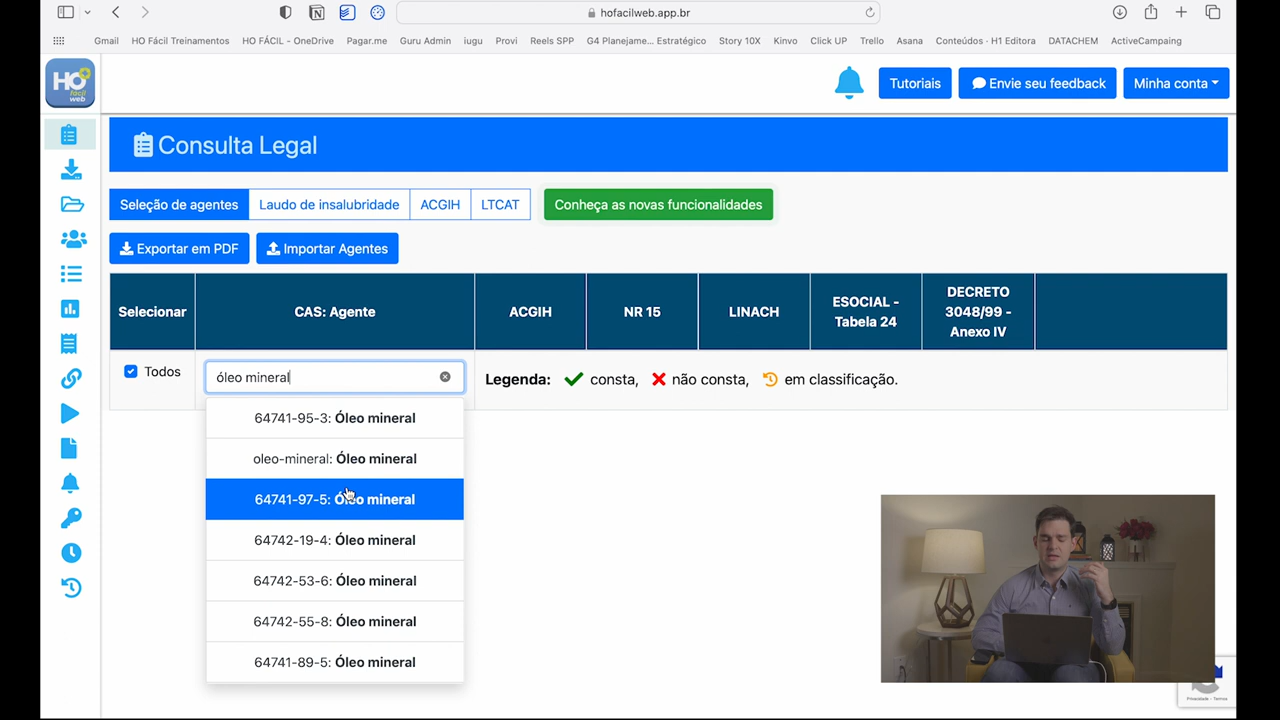 hofacilweb.app.br
Gmail HO Fácil Treinamentos HO FÁCIL - OneDrive Pagar.me Guru Admin iugu Provi Reels SPP G4 Planejame... Estratégico Story 10X Kinvo Click UP Trello Asana Conteúdos · H1 Editora DATACHEM ActiveCampaing
HO
fácil
web
Tutoriais Envie seu feedback Minha conta
Consulta Legal
Seleção de agentes Laudo de insalubridade ACGIH LTCAT Conheça as novas funcionalidades
Exportar em PDF Importar Agentes
Selecionar CAS: Agente ACGIH NR 15 LINACH ESOCIAL - Tabela 24 DECRETO 3048/99 - Anexo IV
Todos óleo mineral Legenda: consta, não consta, em classificação.
64741-95-3: Óleo mineral
oleo-mineral: Óleo mineral
64741-97-5: Óleo mineral
64742-19-4: Óleo mineral
64742-53-6: Óleo mineral
64742-55-8: Óleo mineral
64741-89-5: Óleo mineral
Privacidade - Termos